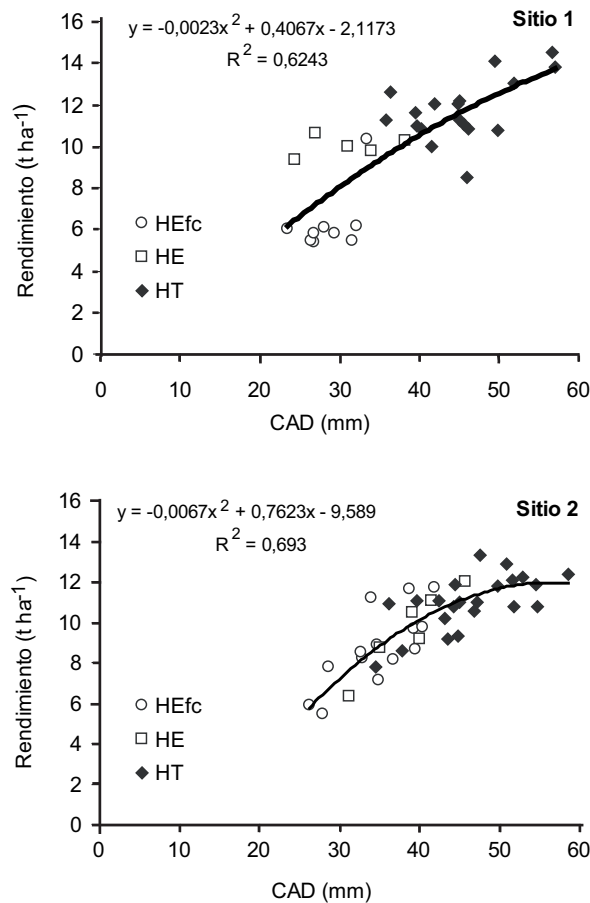 Sitio 1
y = -0,0023x² + 0,4067x - 2,1173
R² = 0,6243
Rendimiento (t ha⁻¹)
16
14
12
10
8
6
4
2
0
HEfc
HE
HT
0 10 20 30 40 50 60
CAD (mm)
Sitio 2
y = -0,0067x² + 0,7623x - 9,589
R² = 0,693
Rendimiento (t ha⁻¹)
16
14
12
10
8
6
4
2
0
HEfc
HE
HT
0 10 20 30 40 50 60
CAD (mm)